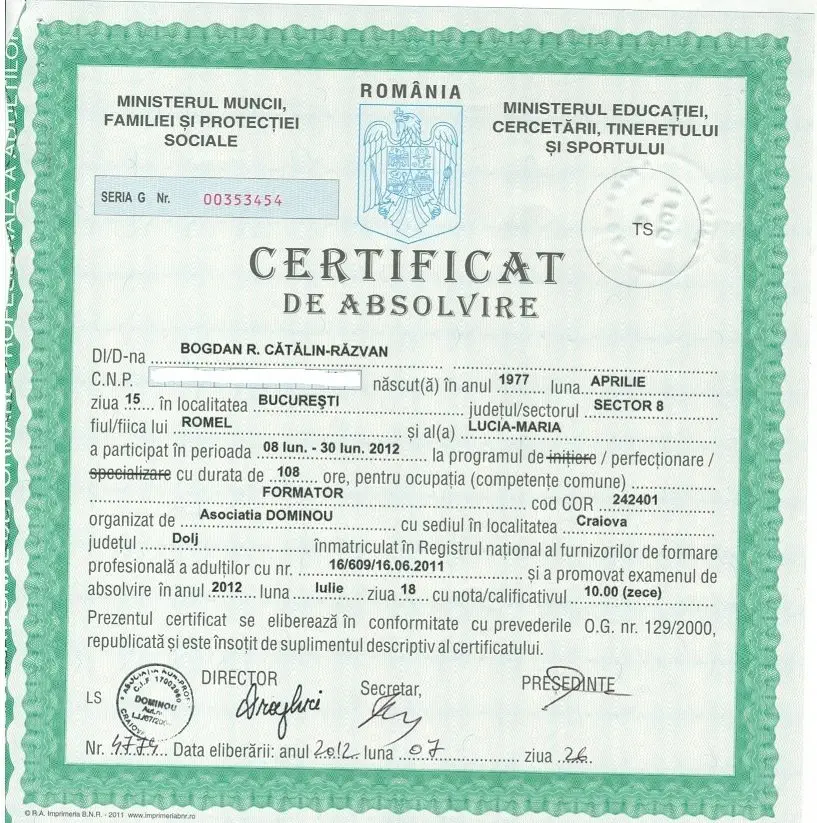 ROMÂNIA
MINISTERUL MUNCII,
FAMILIEI ȘI PROTECȚIEI
SOCIALE
MINISTERUL EDUCAȚIEI,
CERCETĂRII, TINERETULUI
ȘI SPORTULUI
SERIA G Nr. 00353454
TS
CERTIFICAT
DE ABSOLVIRE
Dl/D-na BOGDAN R. CĂTĂLIN-RĂZVAN
C.N.P. născut(ă) în anul 1977 luna APRILIE
ziua 15 în localitatea BUCUREŞTI județul/sectorul SECTOR 8
fiul/fiica lui ROMEL și al(a) LUCIA-MARIA
a participat în perioada 08 Iun. - 30 Iun. 2012 la programul de inițiere / perfecționare /
specializare cu durata de 108 ore, pentru ocupația (competențe comune)
FORMATOR cod COR 242401
organizat de Asociatia DOMINOU cu sediul în localitatea Craiova
județul Dolj înmatriculat în Registrul național al furnizorilor de formare
profesională a adulților cu nr. 16/609/16.06.2011 și a promovat examenul de
absolvire în anul 2012 luna Iulie ziua 18 cu nota/calificativul 10.00 (zece)
Prezentul certificat se eliberează în conformitate cu prevederile O.G. nr. 129/2000,
republicată și este însoțit de suplimentul descriptiv al certificatului.
DIRECTOR
Secretar,
PREȘEDINTE
LS
DOMINOU
CRAIOVA
Nr. 4774 Data eliberării: anul 2012 luna 07 ziua 26.
© R.A. Imprimeria B.N.R. - 2011 www.imprimeriabnr.ro